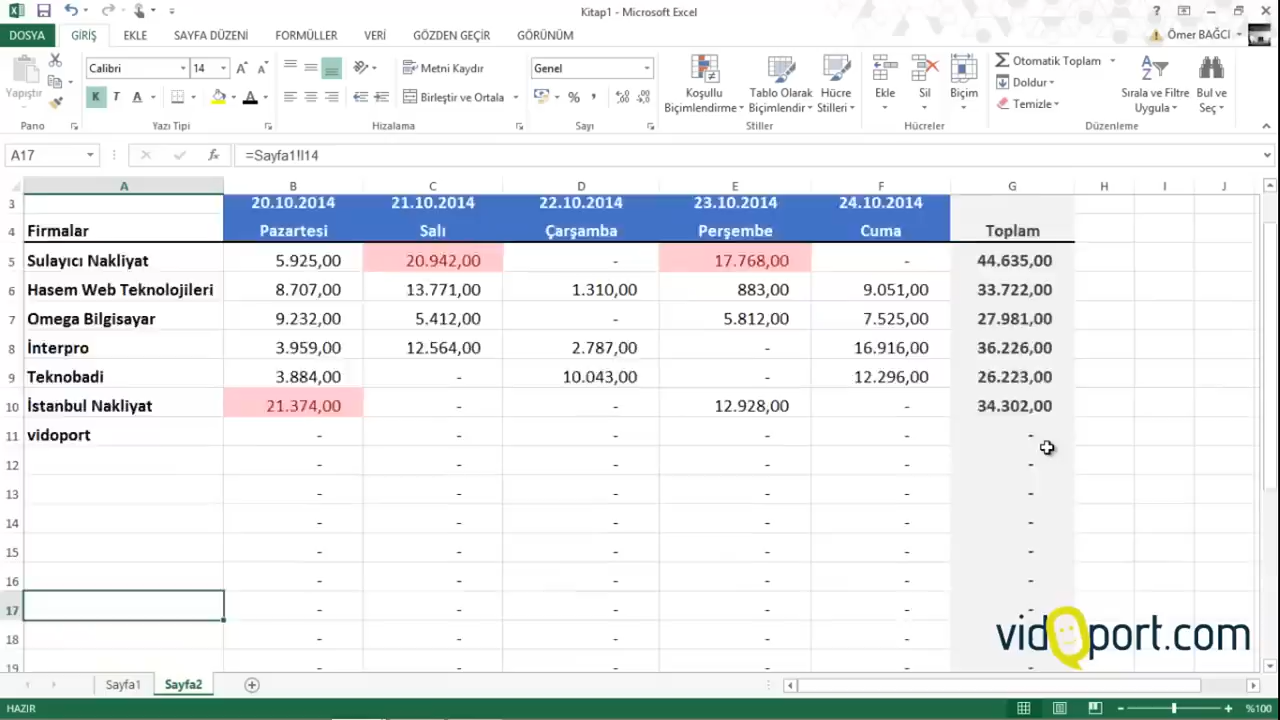 Kitap1 - Microsoft Excel
DOSYA GİRİŞ EKLE SAYFA DÜZENİ FORMÜLLER VERİ GÖZDEN GEÇİR GÖRÜNÜM Ömer BAĞCI
Yapıştır
Calibri 14
K T A
Metni Kaydır
Birleştir ve Ortala
Genel
Koşullu Biçimlendirme
Tablo Olarak Biçimlendir
Hücre Stilleri
Ekle Sil Biçim
Otomatik Toplam
Doldur
Temizle
Sırala ve Filtre Uygula
Bul ve Seç
Pano Yazı Tipi Hizalama Sayı Stiller Hücreler Düzenleme
A17 fx =Sayfa1!I14
A B C D E F G H I J
3 20.10.2014 21.10.2014 22.10.2014 23.10.2014 24.10.2014
4 Firmalar Pazartesi Salı Çarşamba Perşembe Cuma Toplam
5 Sulayıcı Nakliyat 5.925,00 20.942,00 - 17.768,00 - 44.635,00
6 Hasem Web Teknolojileri 8.707,00 13.771,00 1.310,00 883,00 9.051,00 33.722,00
7 Omega Bilgisayar 9.232,00 5.412,00 - 5.812,00 7.525,00 27.981,00
8 İnterpro 3.959,00 12.564,00 2.787,00 - 16.916,00 36.226,00
9 Teknobadi 3.884,00 - 10.043,00 - 12.296,00 26.223,00
10 İstanbul Nakliyat 21.374,00 - - 12.928,00 - 34.302,00
11 vidoport - - - - - -
12 - - - - - -
13 - - - - - -
14 - - - - - -
15 - - - - - -
16 - - - - - -
17 - - - - - -
18 - - - - - -
19 - - - - - -
vidoport.com
Sayfa1 Sayfa2
HAZIR %100